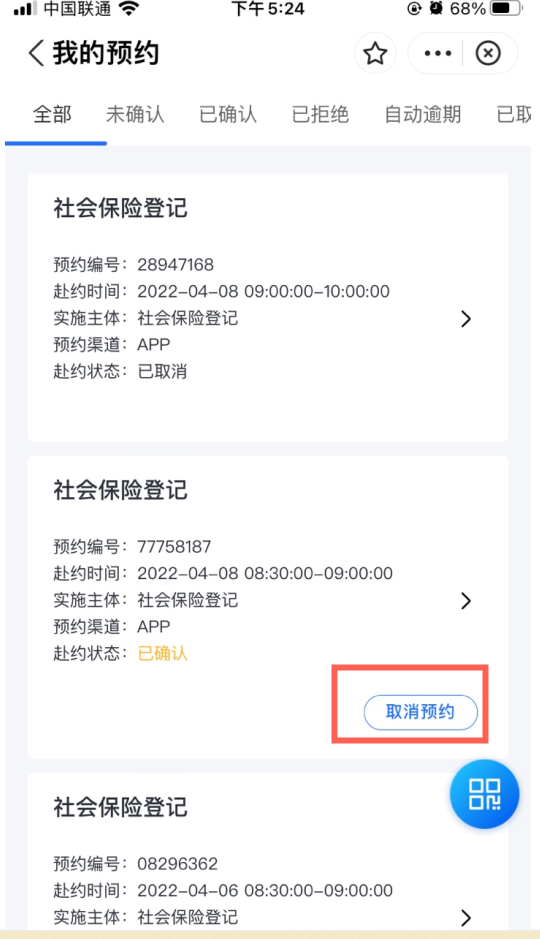 中国联通 下午5:24 68%
我的预约
全部 未确认 已确认 已拒绝 自动逾期 已取
社会保险登记
预约编号：28947168
赴约时间：2022-04-08 09:00:00-10:00:00
实施主体：社会保险登记
预约渠道：APP
赴约状态：已取消
社会保险登记
预约编号：77758187
赴约时间：2022-04-08 08:30:00-09:00:00
实施主体：社会保险登记
预约渠道：APP
赴约状态：已确认
取消预约
社会保险登记
预约编号：08296362
赴约时间：2022-04-06 08:30:00-09:00:00
实施主体：社会保险登记